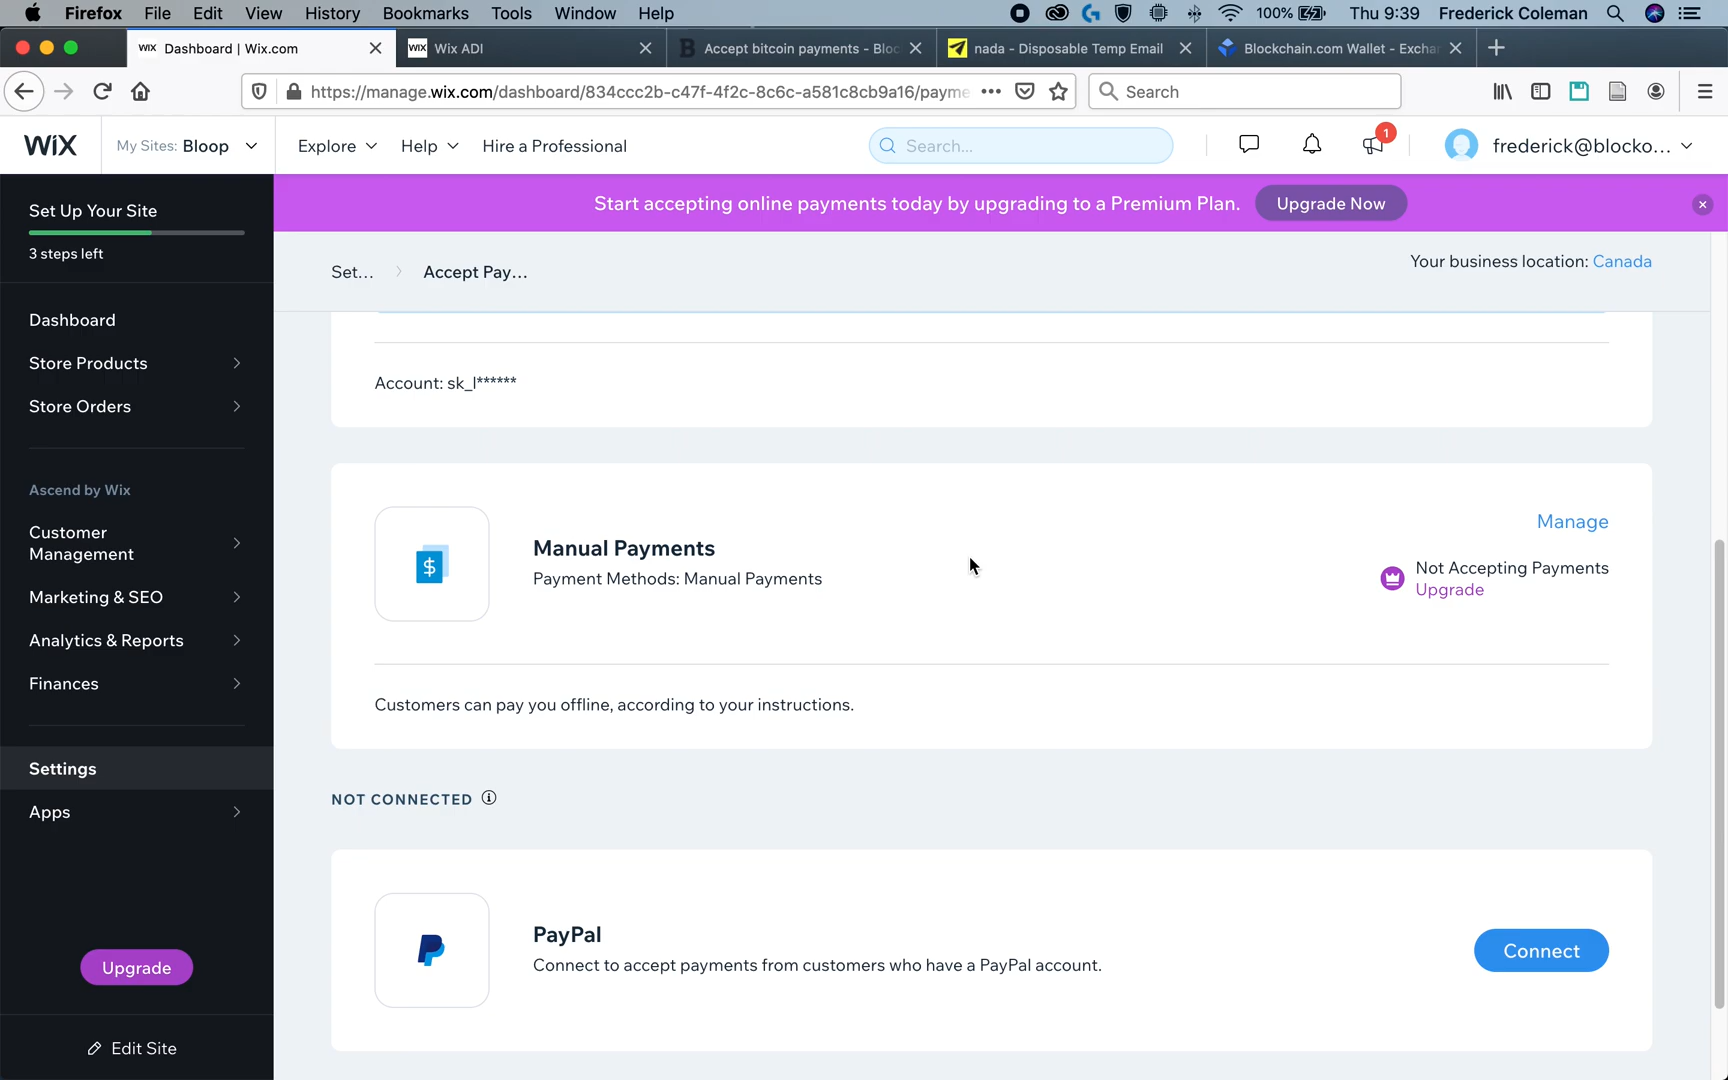 Firefox File Edit View History Bookmarks Tools Window Help 100% Thu 9:39 Frederick Coleman
WIX Dashboard | Wix.com
WIX Wix ADI
B Accept bitcoin payments - Bloc
nada - Disposable Temp Email
Blockchain.com Wallet - Exchan
https://manage.wix.com/dashboard/834ccc2b-c47f-4f2c-8c6c-a581c8cb9a16/payme
Search
WIX
My Sites: Bloop
Explore
Help
Hire a Professional
Search...
1
frederick@blocko...
Set Up Your Site
3 steps left
Dashboard
Store Products
Store Orders
Ascend by Wix
Customer
Management
Marketing & SEO
Analytics & Reports
Finances
Settings
Apps
Upgrade
Edit Site
Start accepting online payments today by upgrading to a Premium Plan.
Upgrade Now
Set...
Accept Pay...
Your business location: Canada
Account: sk_l******
$
Manual Payments
Payment Methods: Manual Payments
Manage
Not Accepting Payments
Upgrade
Customers can pay you offline, according to your instructions.
NOT CONNECTED
PayPal
Connect to accept payments from customers who have a PayPal account.
Connect